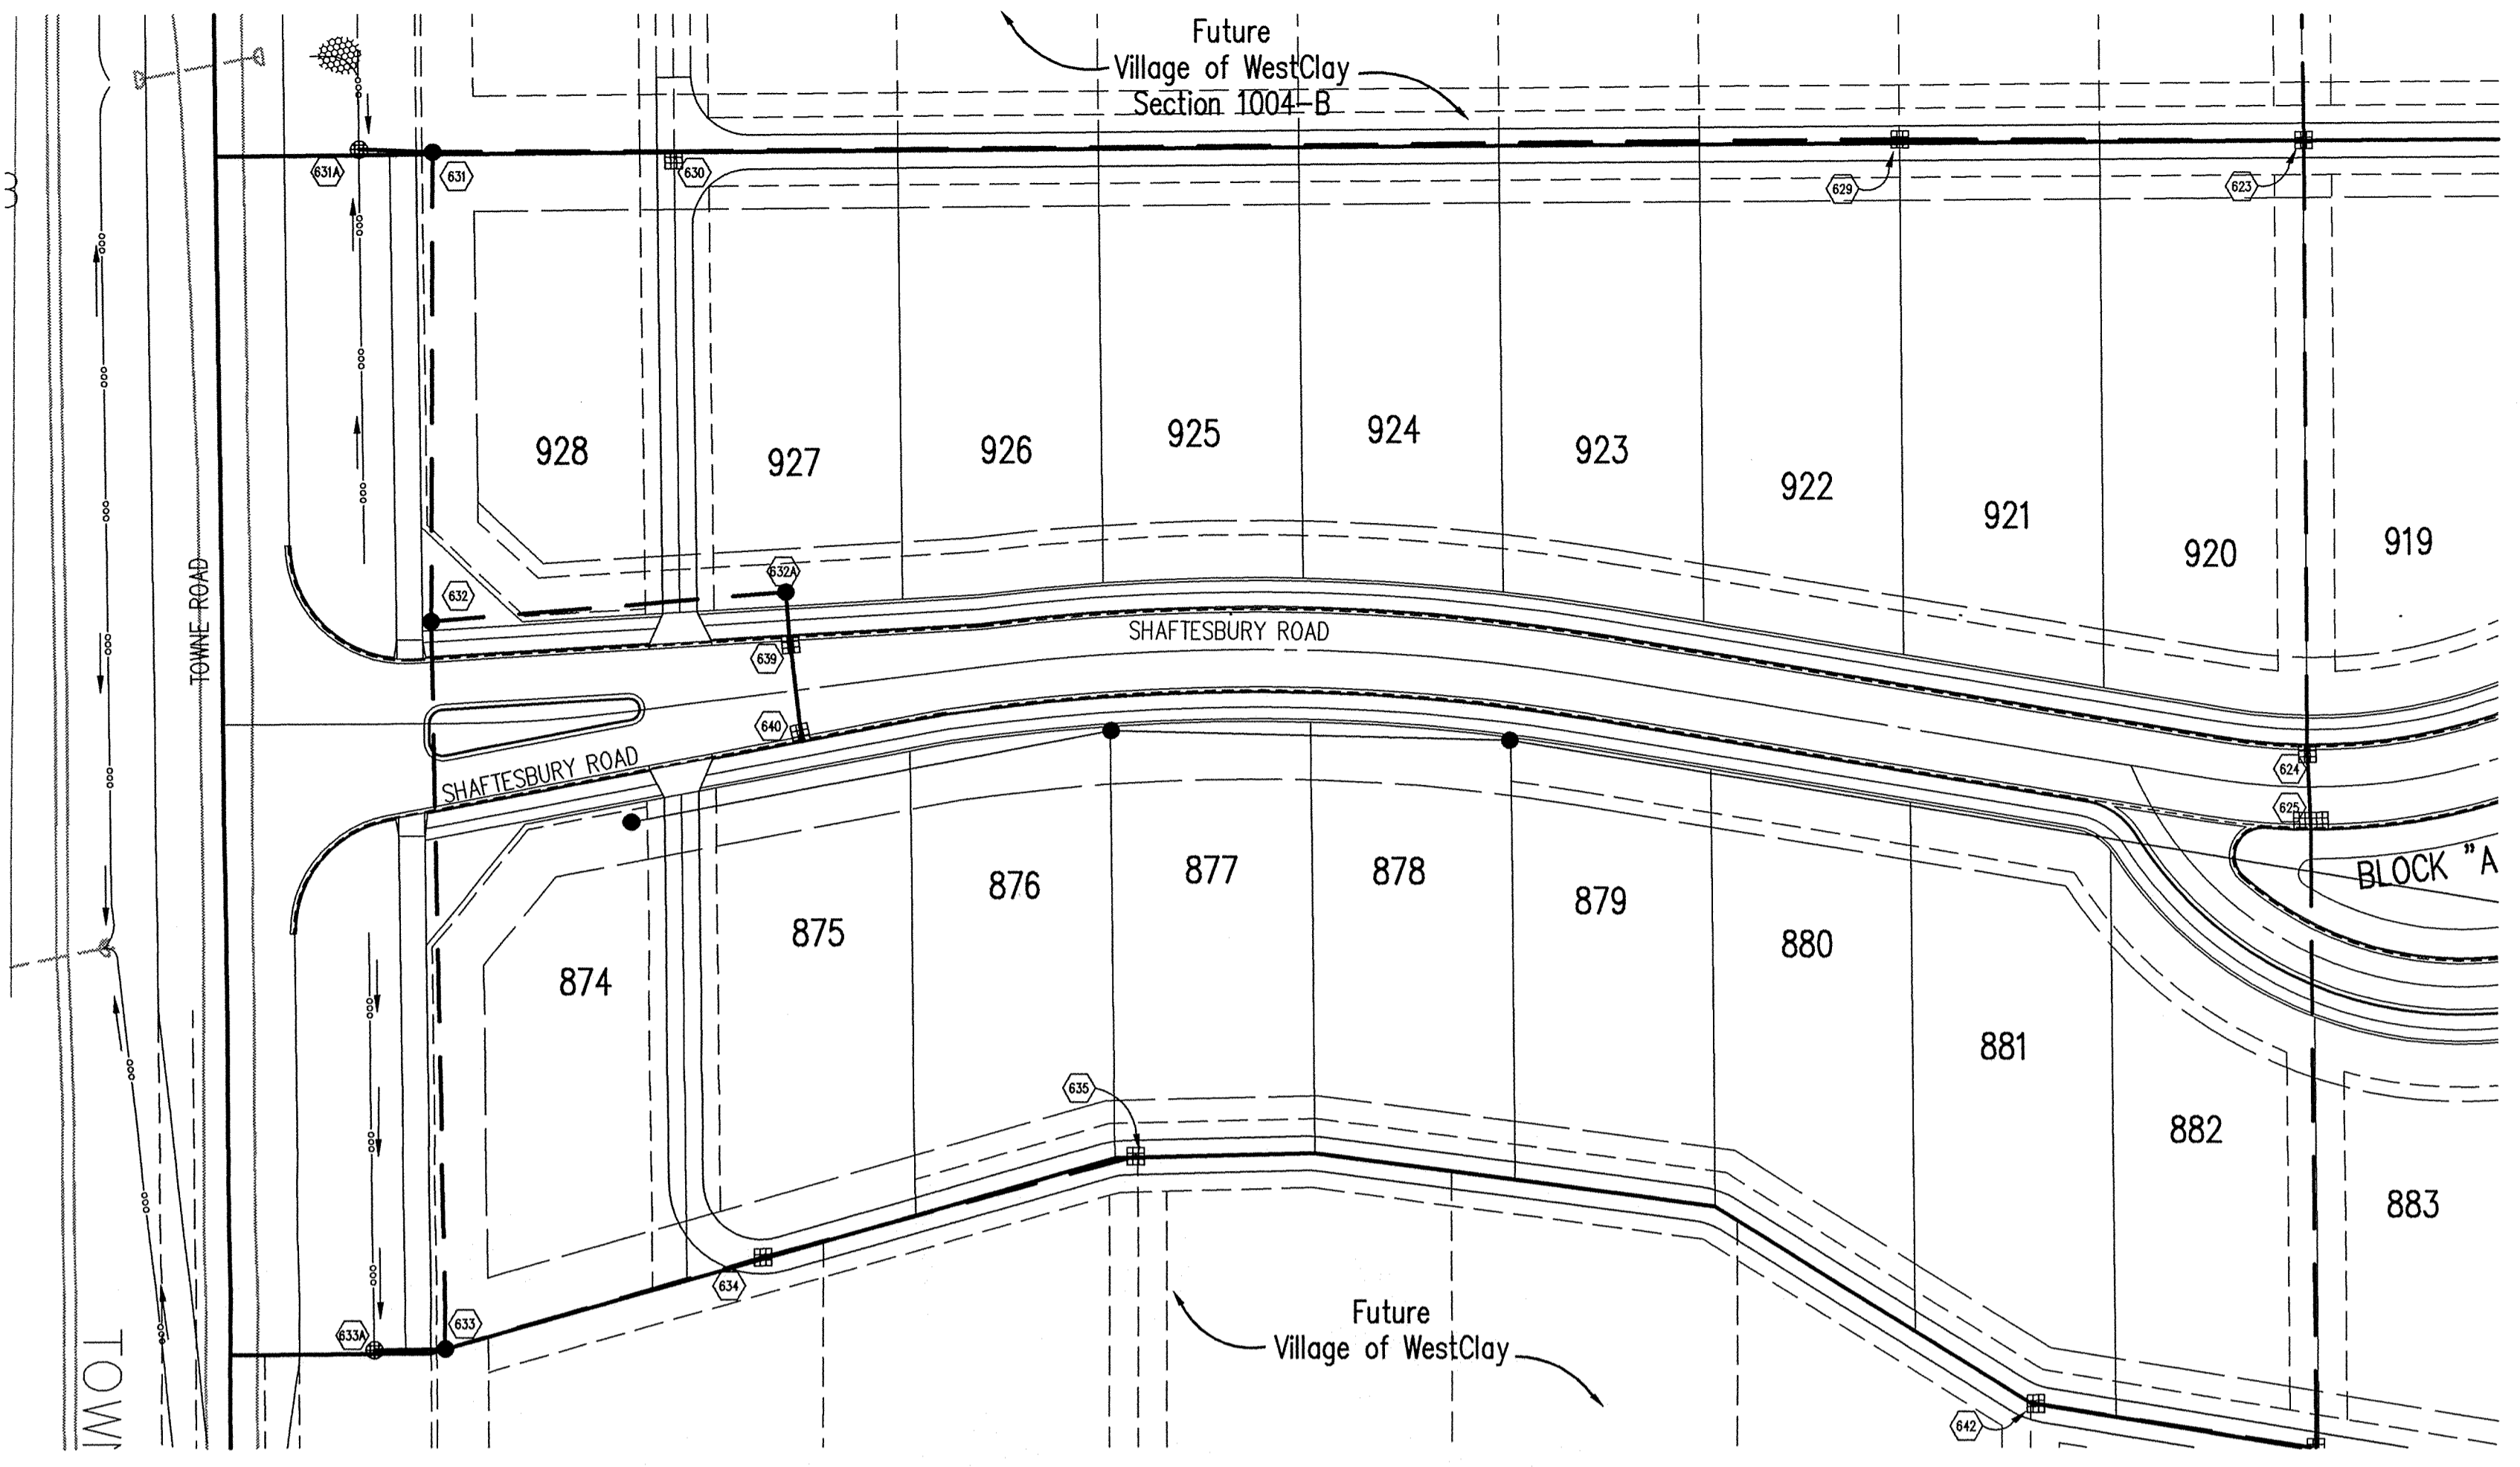 Future
Village of WestClay
Section 1004-B
631A
631
630
629
623
928
927
926
925
924
923
922
921
920
919
TOWNE ROAD
632
632A
SHAFTESBURY ROAD
639
640
SHAFTESBURY ROAD
624
625
BLOCK "A
874
875
876
877
878
879
880
881
882
883
635
634
633
633A
642
Future
Village of WestClay
TOW